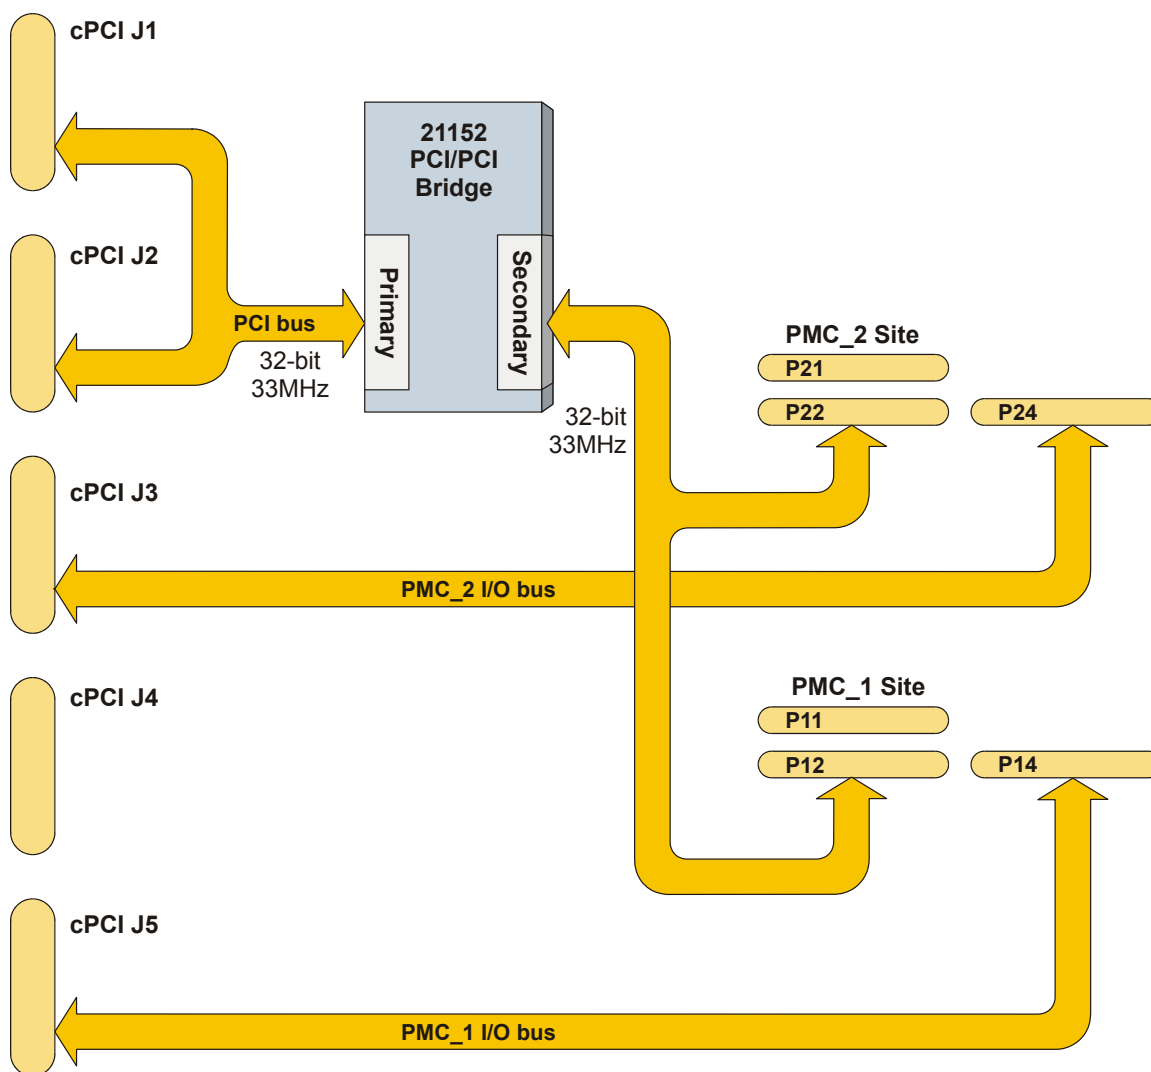 cPCI J1
21152
PCI/PCI
Bridge
cPCI J2
Primary
Secondary
PCI bus
32-bit
33MHz
32-bit
33MHz
PMC_2 Site
P21
P22
P24
cPCI J3
PMC_2 I/O bus
cPCI J4
PMC_1 Site
P11
P12
P14
cPCI J5
PMC_1 I/O bus